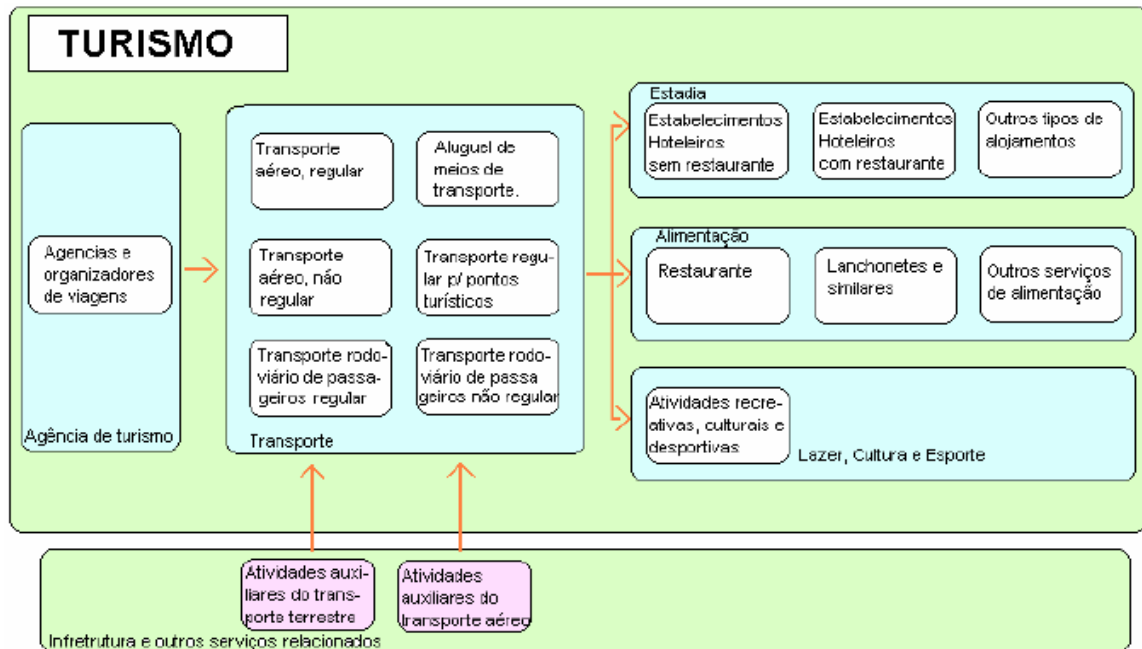 TURISMO
Agencias e
organizadores
de viagens
Agência de turismo
Transporte
aéreo, regular
Aluguel de
meios de
transporte.
Transporte
aéreo, não
regular
Transporte regu-
lar p/ pontos
turísticos
Transporte rodo-
viário de passa-
geiros regular
Transporte rodo-
viário de passa
geiros não regular
Transporte
Estadia
Estabelecimentos
Hoteleiros
sem restaurante
Estabelecimentos
Hoteleiros
com restaurante
Outros tipos de
alojamentos
Alimentação
Restaurante
Lanchonetes e
similares
Outros serviços
de alimentação
Atividades recre-
ativas, culturais e
desportivas
Lazer, Cultura e Esporte
Atividades auxi-
liares do trans-
porte terrestre
Atividades
auxiliares do
transporte aéreo
Infretrutura e outros serviços relacionados